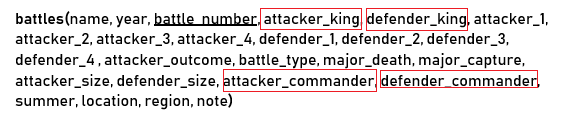 battles(name, year, battle_number, attacker_king, defender_king, attacker_1,
attacker_2, attacker_3, attacker_4, defender_1, defender_2, defender_3,
defender_4 , attacker_outcome, battle_type, major_death, major_capture,
attacker_size, defender_size, attacker_commander, defender_commander,
summer, location, region, note)